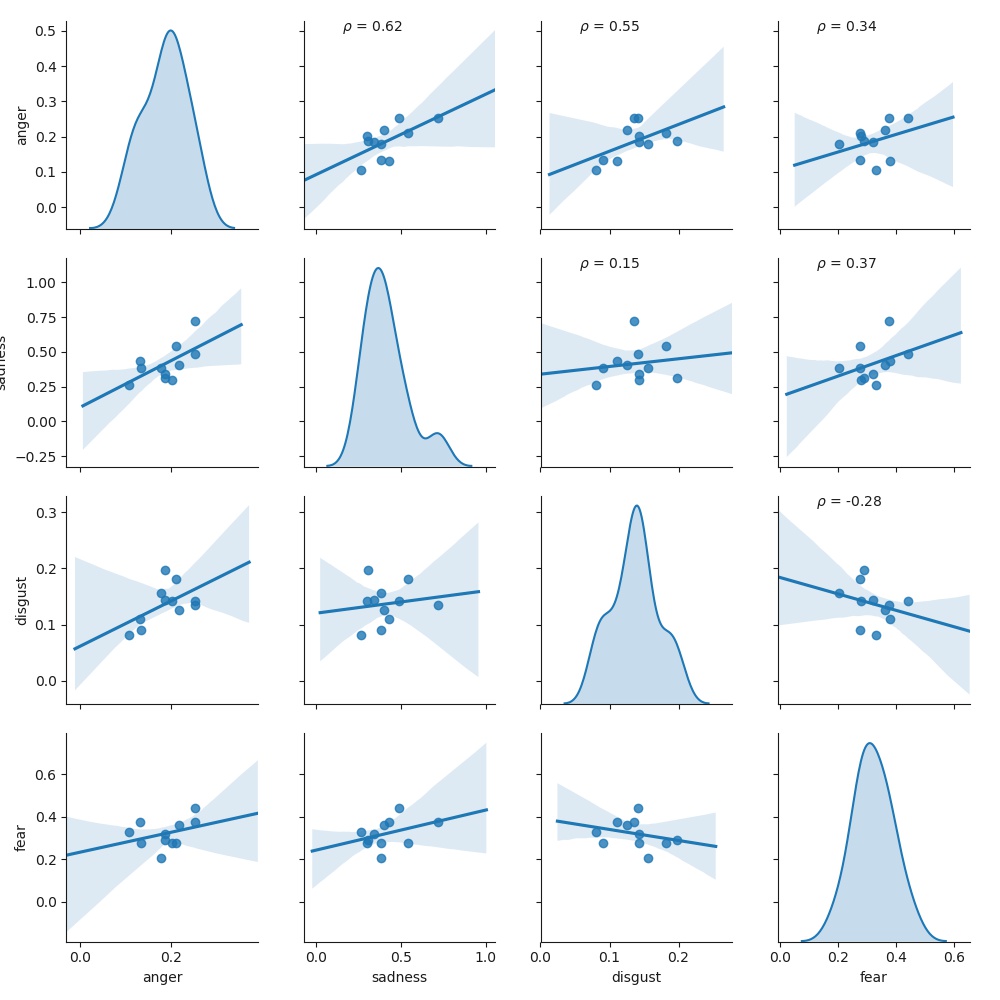 ρ = 0.62
ρ = 0.55
ρ = 0.34
0.5
0.4
0.3
0.2
0.1
0.0
anger
ρ = 0.15
ρ = 0.37
1.00
0.75
0.50
0.25
0.00
−0.25
sadness
ρ = -0.28
0.3
0.2
0.1
0.0
disgust
0.6
0.4
0.2
0.0
fear
0.0 0.2
0.0 0.5 1.0
0.0 0.1 0.2
0.0 0.2 0.4 0.6
anger
sadness
disgust
fear